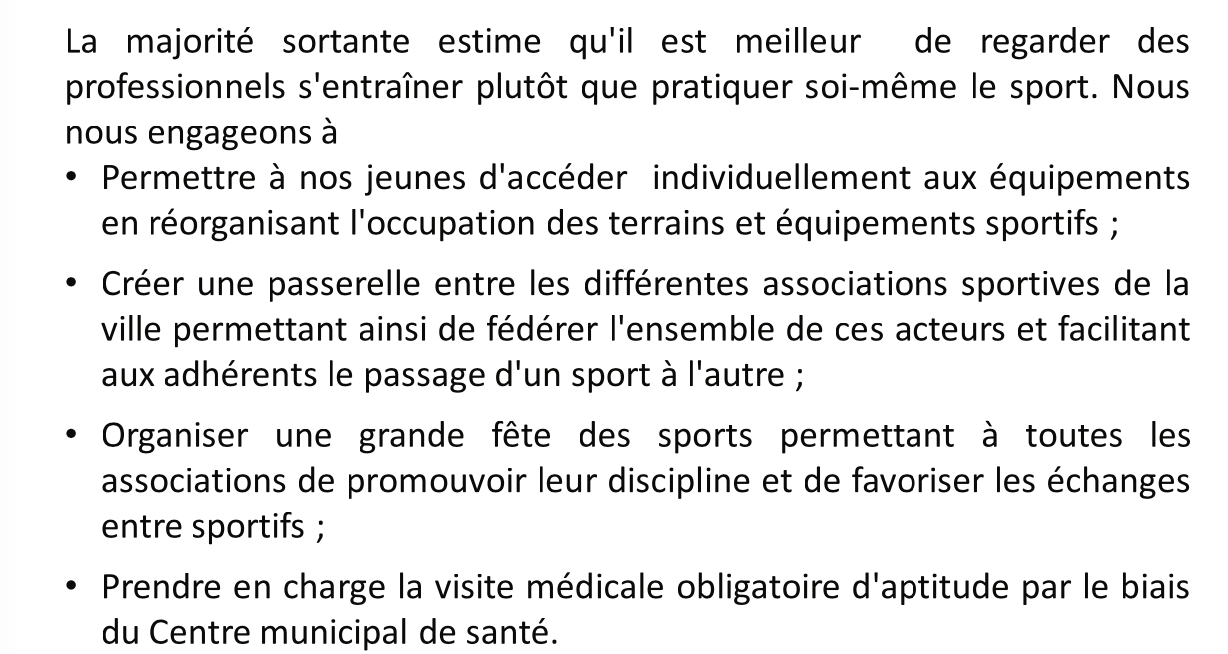 La majorité sortante estime qu'il est meilleur de regarder des
professionnels s'entraîner plutôt que pratiquer soi-même le sport. Nous
nous engageons à
• Permettre à nos jeunes d'accéder individuellement aux équipements
en réorganisant l'occupation des terrains et équipements sportifs ;
• Créer une passerelle entre les différentes associations sportives de la
ville permettant ainsi de fédérer l'ensemble de ces acteurs et facilitant
aux adhérents le passage d'un sport à l'autre ;
• Organiser une grande fête des sports permettant à toutes les
associations de promouvoir leur discipline et de favoriser les échanges
entre sportifs ;
• Prendre en charge la visite médicale obligatoire d'aptitude par le biais
du Centre municipal de santé.